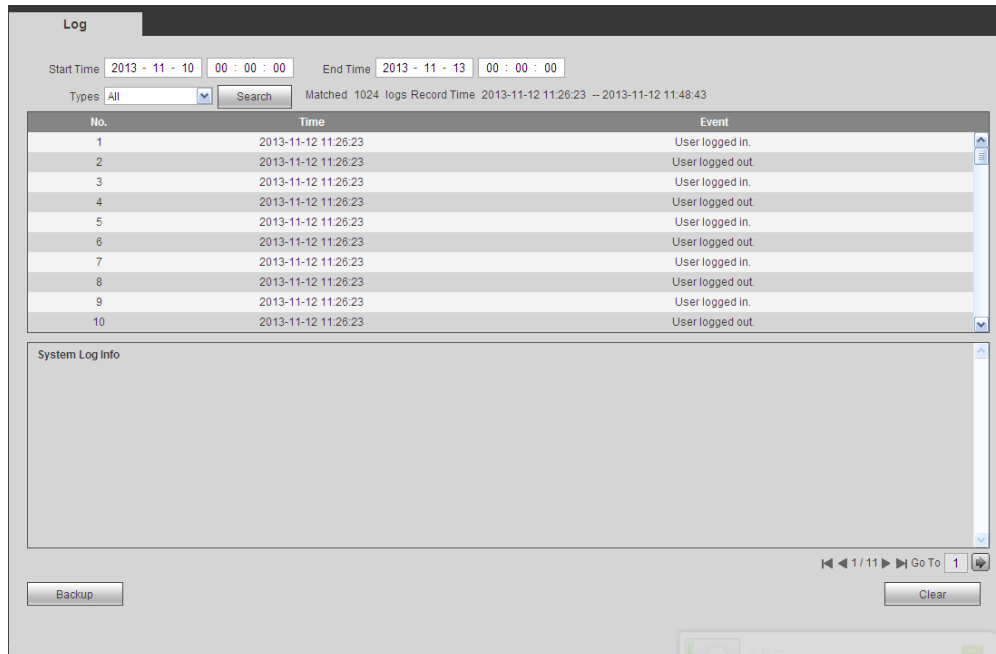 Log
Start Time 2013 - 11 - 10 00 : 00 : 00 End Time 2013 - 11 - 13 00 : 00 : 00
Types All Search Matched 1024 logs Record Time 2013-11-12 11:26:23 -- 2013-11-12 11:48:43
No. Time Event
1 2013-11-12 11:26:23 User logged in.
2 2013-11-12 11:26:23 User logged out.
3 2013-11-12 11:26:23 User logged in.
4 2013-11-12 11:26:23 User logged out.
5 2013-11-12 11:26:23 User logged in.
6 2013-11-12 11:26:23 User logged out.
7 2013-11-12 11:26:23 User logged in.
8 2013-11-12 11:26:23 User logged out.
9 2013-11-12 11:26:23 User logged in.
10 2013-11-12 11:26:23 User logged out.
System Log Info
1 / 11 Go To 1
Backup Clear